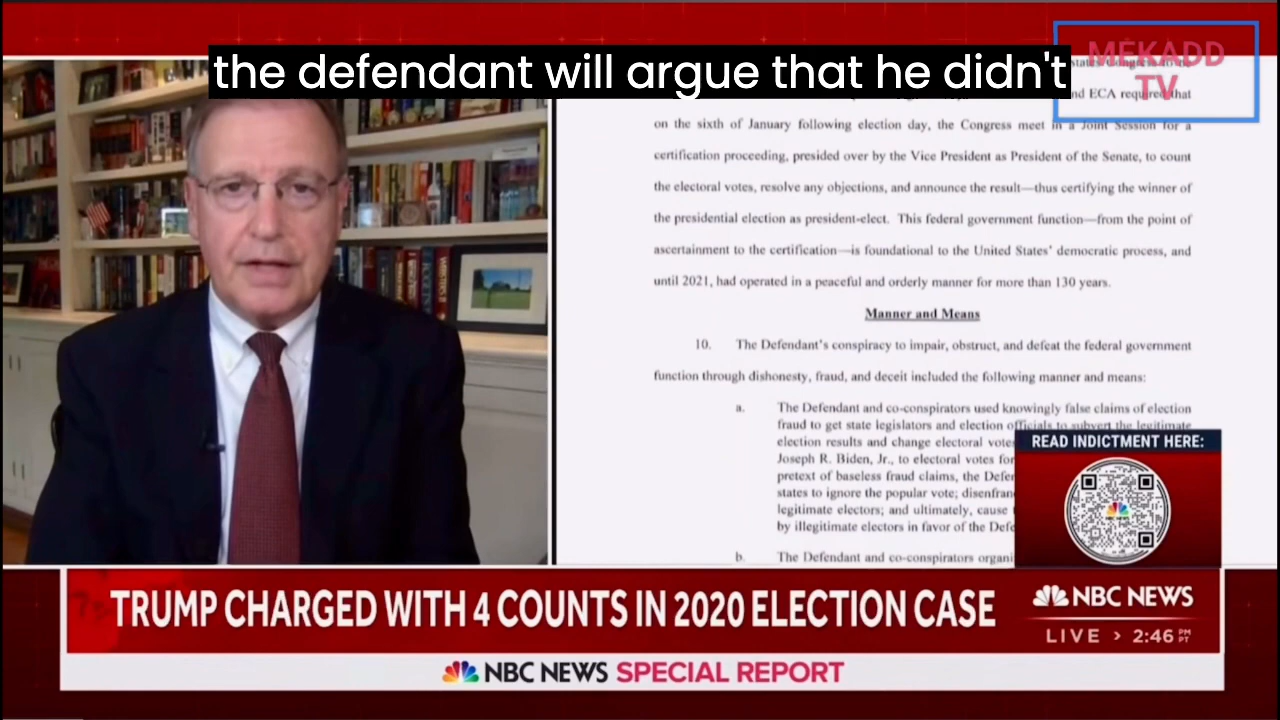 the defendant will argue that he didn't
MEKADD
TV
nd ECA required that
on the sixth of January following election day, the Congress meet in a Joint Session for a
certification proceeding, presided over by the Vice President as President of the Senate, to count
the electoral votes, resolve any objections, and announce the result—thus certifying the winner of
the presidential election as president-elect. This federal government function—from the point of
ascertainment to the certification—is foundational to the United States' democratic process, and
until 2021, had operated in a peaceful and orderly manner for more than 130 years.
Manner and Means
10. The Defendant's conspiracy to impair, obstruct, and defeat the federal government
function through dishonesty, fraud, and deceit included the following manner and means:
a. The Defendant and co-conspirators used knowingly false claims of election
fraud to get state legislators and election officials to subvert the legitimate
election results and change electoral vote
Joseph R. Biden, Jr., to electoral votes for
pretext of baseless fraud claims, the Defe
states to ignore the popular vote; disenfran
legitimate electors; and ultimately, cause
by illegitimate electors in favor of the Defe
b. The Defendant and co-conspirators organi
READ INDICTMENT HERE:
TRUMP CHARGED WITH 4 COUNTS IN 2020 ELECTION CASE
NBC NEWS
LIVE > 2:46 PM PT
NBC NEWS SPECIAL REPORT